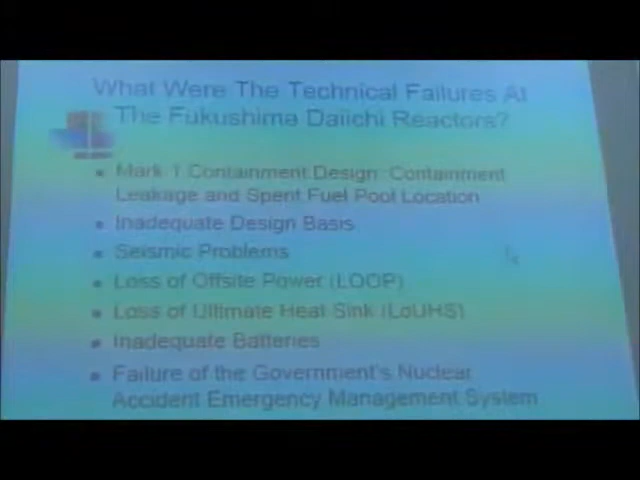 What Were The Technical Failures At
The Fukushima Daiichi Reactors?
• Mark 1 Containment Design: Containment
Leakage and Spent Fuel Pool Location
• Inadequate Design Basis
• Seismic Problems
• Loss of Offsite Power (LOOP)
• Loss of Ultimate Heat Sink (LoUHS)
• Inadequate Batteries
• Failure of the Government's Nuclear
Accident Emergency Management System